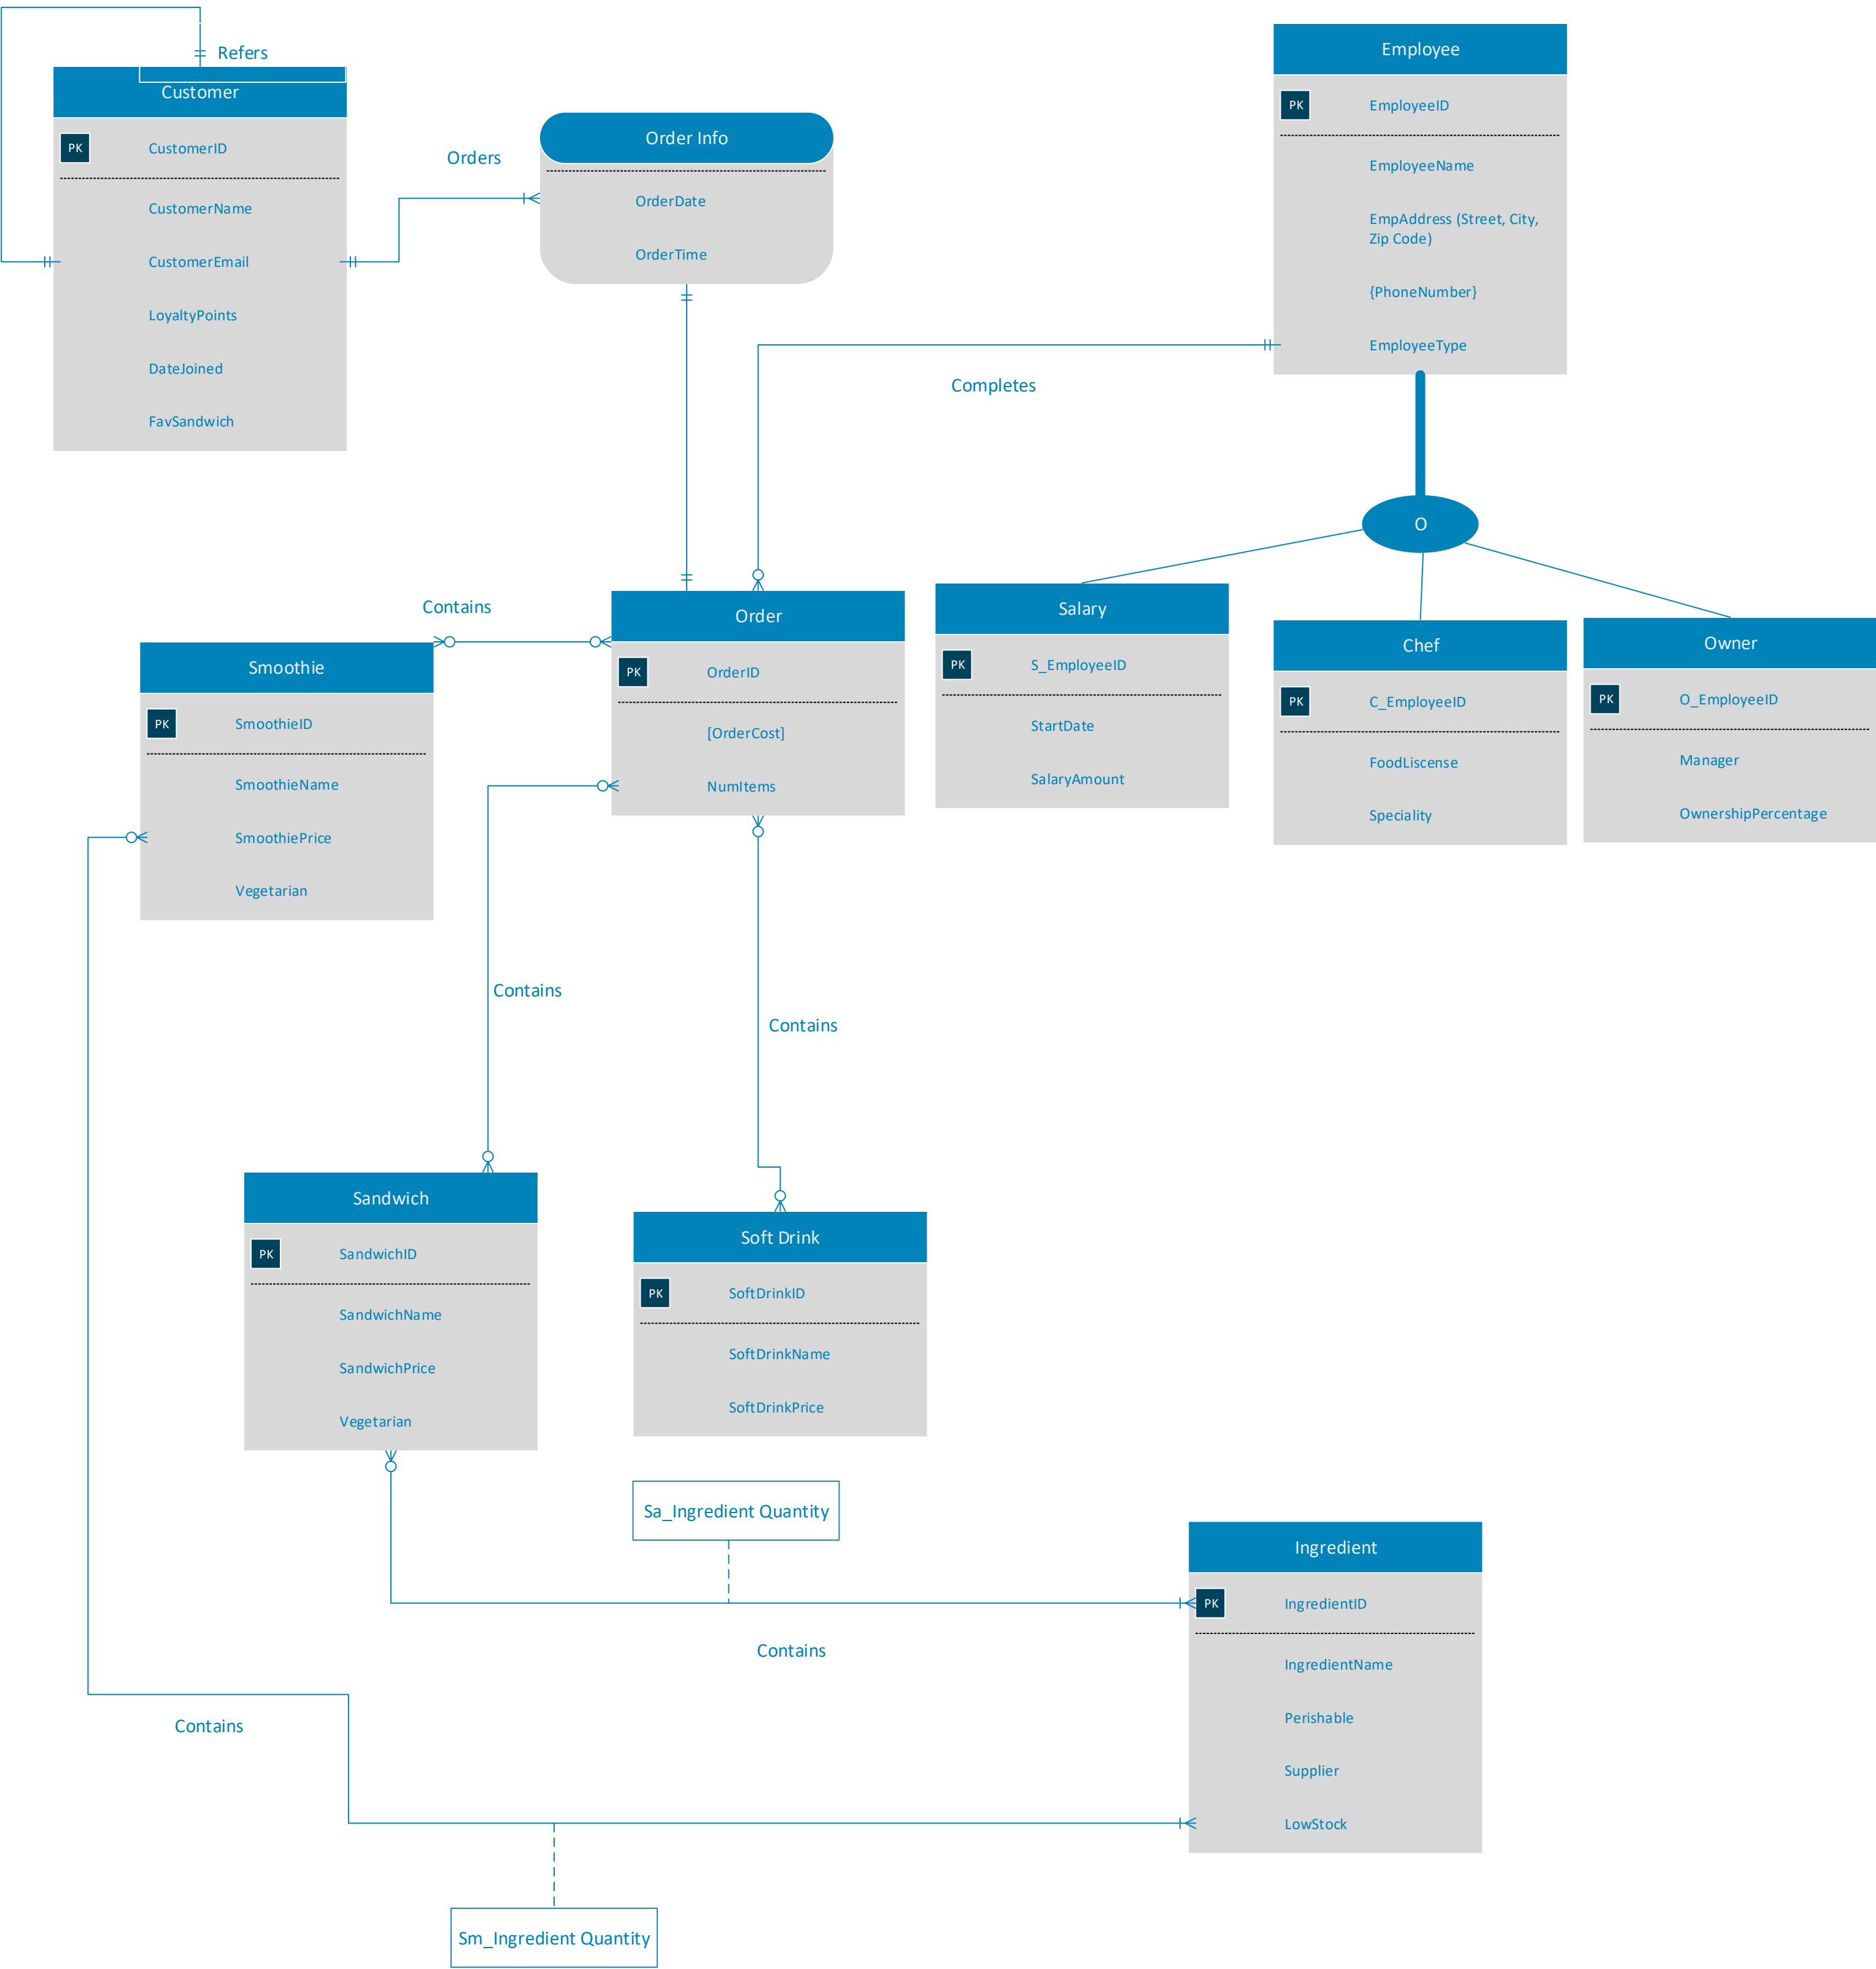 Refers
Customer
PK
CustomerID
CustomerName
CustomerEmail
LoyaltyPoints
DateJoined
FavSandwich
Orders
Order Info
OrderDate
OrderTime
Employee
PK
EmployeeID
EmployeeName
EmpAddress (Street, City,
Zip Code)
{PhoneNumber}
EmployeeType
Completes
O
Contains
Smoothie
PK
SmoothieID
SmoothieName
SmoothiePrice
Vegetarian
Order
PK
OrderID
[OrderCost]
NumItems
Salary
PK
S_EmployeeID
StartDate
SalaryAmount
Chef
PK
C_EmployeeID
FoodLiscense
Speciality
Owner
PK
O_EmployeeID
Manager
OwnershipPercentage
Contains
Contains
Sandwich
PK
SandwichID
SandwichName
SandwichPrice
Vegetarian
Soft Drink
PK
SoftDrinkID
SoftDrinkName
SoftDrinkPrice
Sa_Ingredient Quantity
Contains
Ingredient
PK
IngredientID
IngredientName
Perishable
Supplier
LowStock
Contains
Sm_Ingredient Quantity